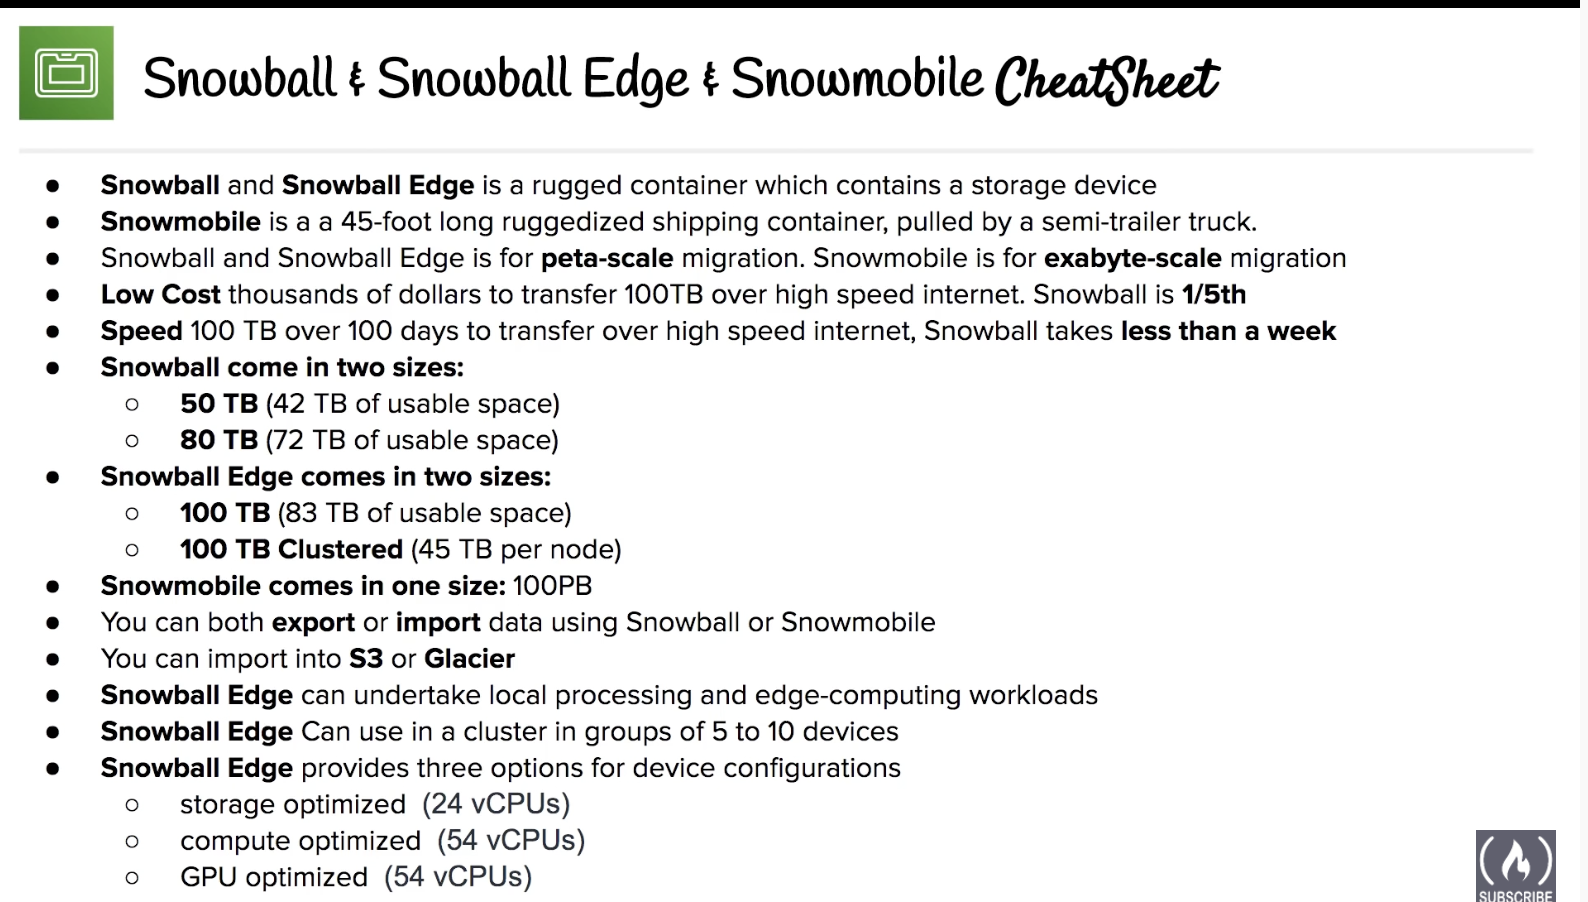 Snowball & Snowball Edge & Snowmobile CheatSheet
● Snowball and Snowball Edge is a rugged container which contains a storage device
● Snowmobile is a a 45-foot long ruggedized shipping container, pulled by a semi-trailer truck.
● Snowball and Snowball Edge is for peta-scale migration. Snowmobile is for exabyte-scale migration
● Low Cost thousands of dollars to transfer 100TB over high speed internet. Snowball is 1/5th
● Speed 100 TB over 100 days to transfer over high speed internet, Snowball takes less than a week
● Snowball come in two sizes:
○ 50 TB (42 TB of usable space)
○ 80 TB (72 TB of usable space)
● Snowball Edge comes in two sizes:
○ 100 TB (83 TB of usable space)
○ 100 TB Clustered (45 TB per node)
● Snowmobile comes in one size: 100PB
● You can both export or import data using Snowball or Snowmobile
● You can import into S3 or Glacier
● Snowball Edge can undertake local processing and edge-computing workloads
● Snowball Edge Can use in a cluster in groups of 5 to 10 devices
● Snowball Edge provides three options for device configurations
○ storage optimized (24 vCPUs)
○ compute optimized (54 vCPUs)
○ GPU optimized (54 vCPUs)
SUBSCRIBE